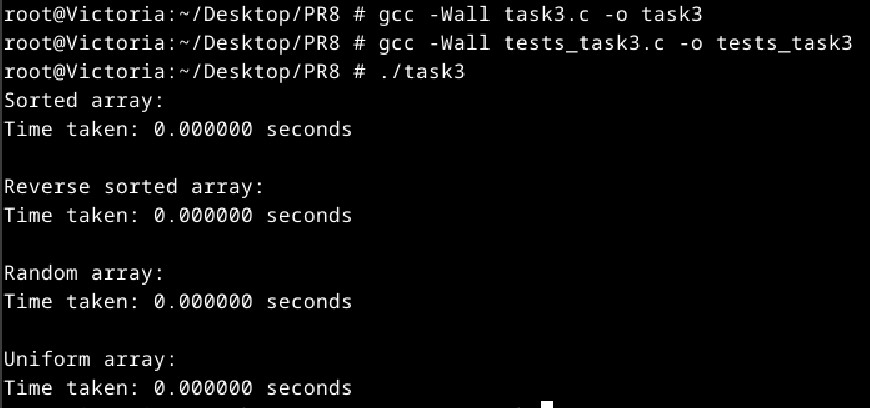 root@Victoria:~/Desktop/PR8 # gcc -Wall task3.c -o task3
root@Victoria:~/Desktop/PR8 # gcc -Wall tests_task3.c -o tests_task3
root@Victoria:~/Desktop/PR8 # ./task3
Sorted array:
Time taken: 0.000000 seconds
Reverse sorted array:
Time taken: 0.000000 seconds
Random array:
Time taken: 0.000000 seconds
Uniform array:
Time taken: 0.000000 seconds